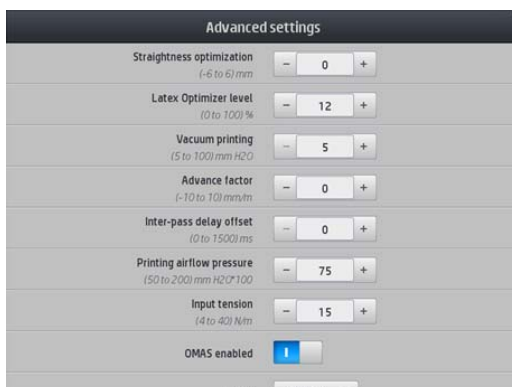 Advanced settings
Straightness optimization
(-6 to 6) mm
- 0 +
Latex Optimizer level
(0 to 100) %
- 12 +
Vacuum printing
(5 to 100) mm H2O
- 5 +
Advance factor
(-10 to 10) mm/m
- 0 +
Inter-pass delay offset
(0 to 1500) ms
- 0 +
Printing airflow pressure
(50 to 200) mm H2O*100
- 75 +
Input tension
(4 to 40) N/m
- 15 +
OMAS enabled
I